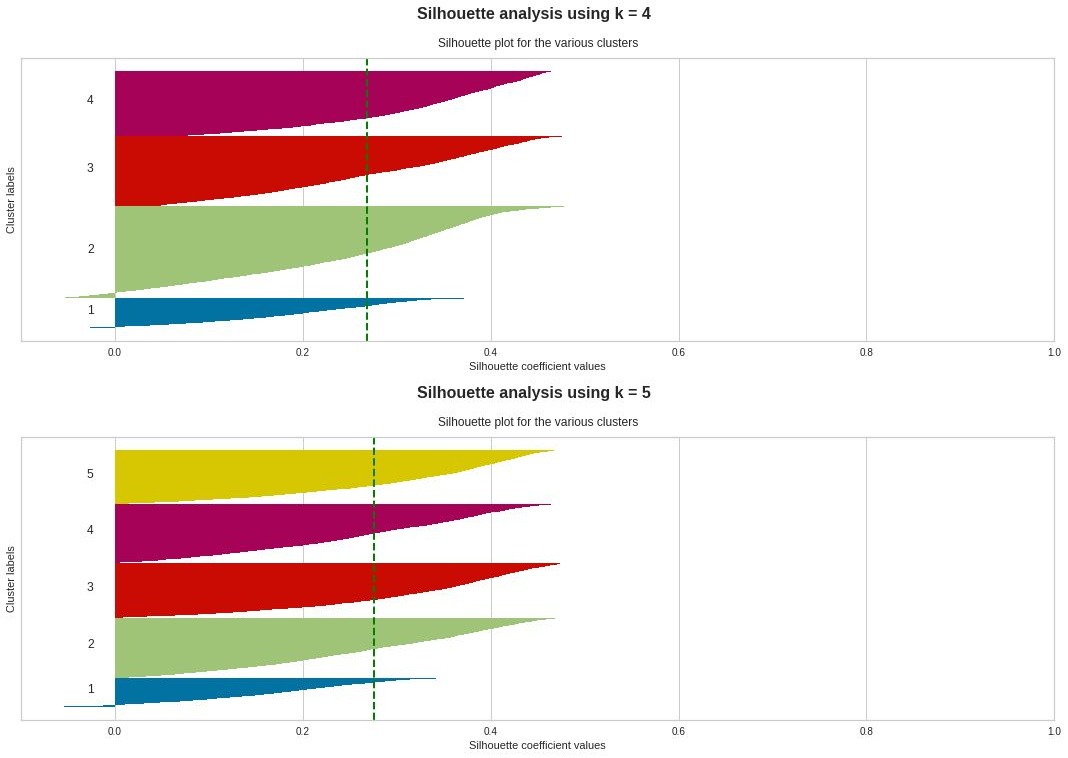 Silhouette analysis using k = 4
Silhouette plot for the various clusters
Cluster labels
4
3
2
1
0.0 0.2 0.4 0.6 0.8 1.0
Silhouette coefficient values
Silhouette analysis using k = 5
Silhouette plot for the various clusters
Cluster labels
5
4
3
2
1
0.0 0.2 0.4 0.6 0.8 1.0
Silhouette coefficient values